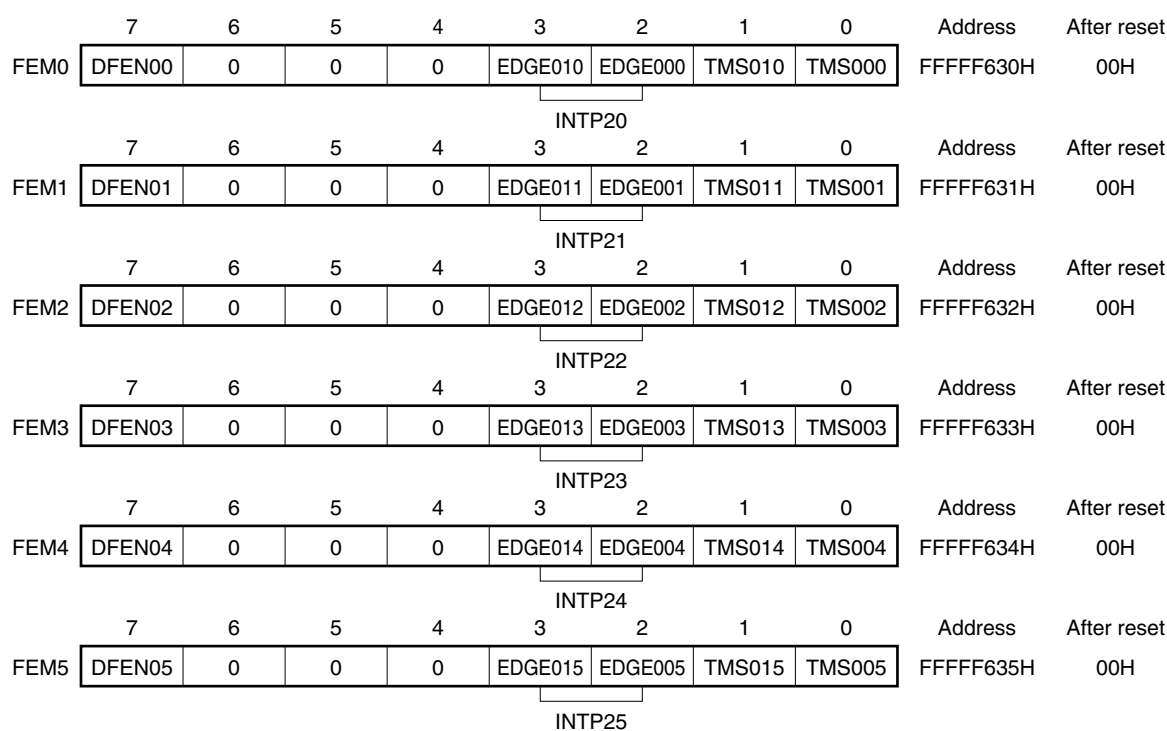 7 6 5 4 3 2 1 0 Address After reset
FEM0 DFEN00 0 0 0 EDGE010 EDGE000 TMS010 TMS000 FFFFF630H 00H
INTP20
7 6 5 4 3 2 1 0 Address After reset
FEM1 DFEN01 0 0 0 EDGE011 EDGE001 TMS011 TMS001 FFFFF631H 00H
INTP21
7 6 5 4 3 2 1 0 Address After reset
FEM2 DFEN02 0 0 0 EDGE012 EDGE002 TMS012 TMS002 FFFFF632H 00H
INTP22
7 6 5 4 3 2 1 0 Address After reset
FEM3 DFEN03 0 0 0 EDGE013 EDGE003 TMS013 TMS003 FFFFF633H 00H
INTP23
7 6 5 4 3 2 1 0 Address After reset
FEM4 DFEN04 0 0 0 EDGE014 EDGE004 TMS014 TMS004 FFFFF634H 00H
INTP24
7 6 5 4 3 2 1 0 Address After reset
FEM5 DFEN05 0 0 0 EDGE015 EDGE005 TMS015 TMS005 FFFFF635H 00H
INTP25